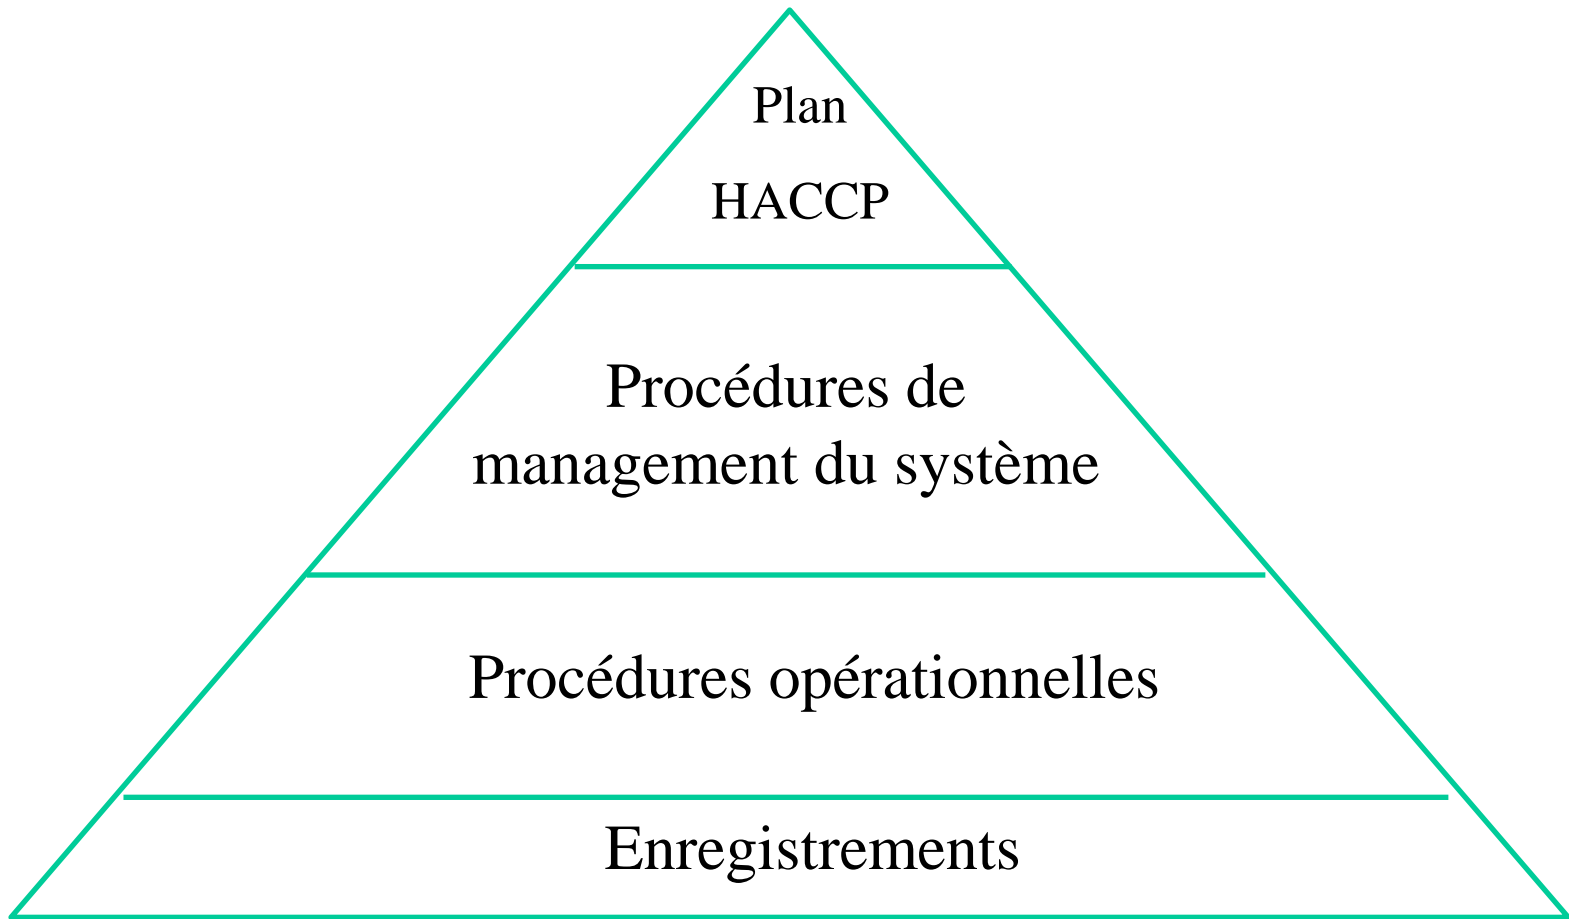 Plan
HACCP
Procédures de
management du système
Procédures opérationnelles
Enregistrements